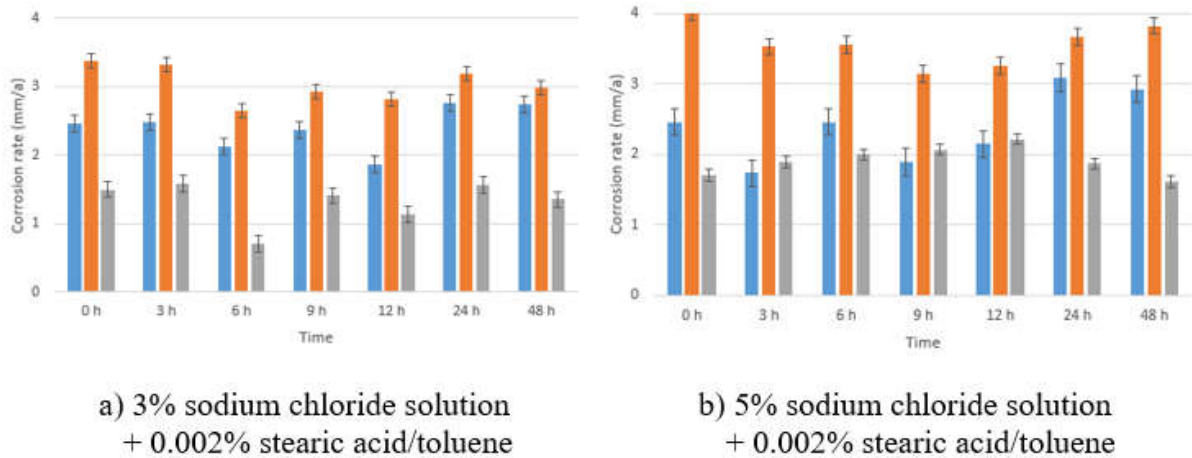 4
3
2
1
0
Corrosion rate (mm/a)
0 h 3 h 6 h 9 h 12 h 24 h 48 h
Time
a) 3% sodium chloride solution
+ 0.002% stearic acid/toluene
4
3
2
1
0
Corrosion rate (mm/a)
0 h 3 h 6 h 9 h 12 h 24 h 48 h
Time
b) 5% sodium chloride solution
+ 0.002% stearic acid/toluene